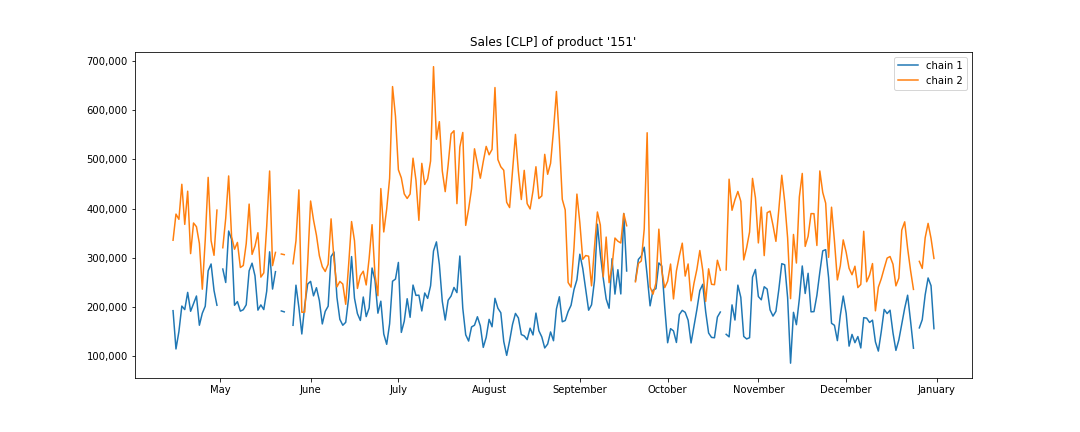 Sales [CLP] of product '151'
700,000
600,000
500,000
400,000
300,000
200,000
100,000
chain 1
chain 2
May June July August September October November December January